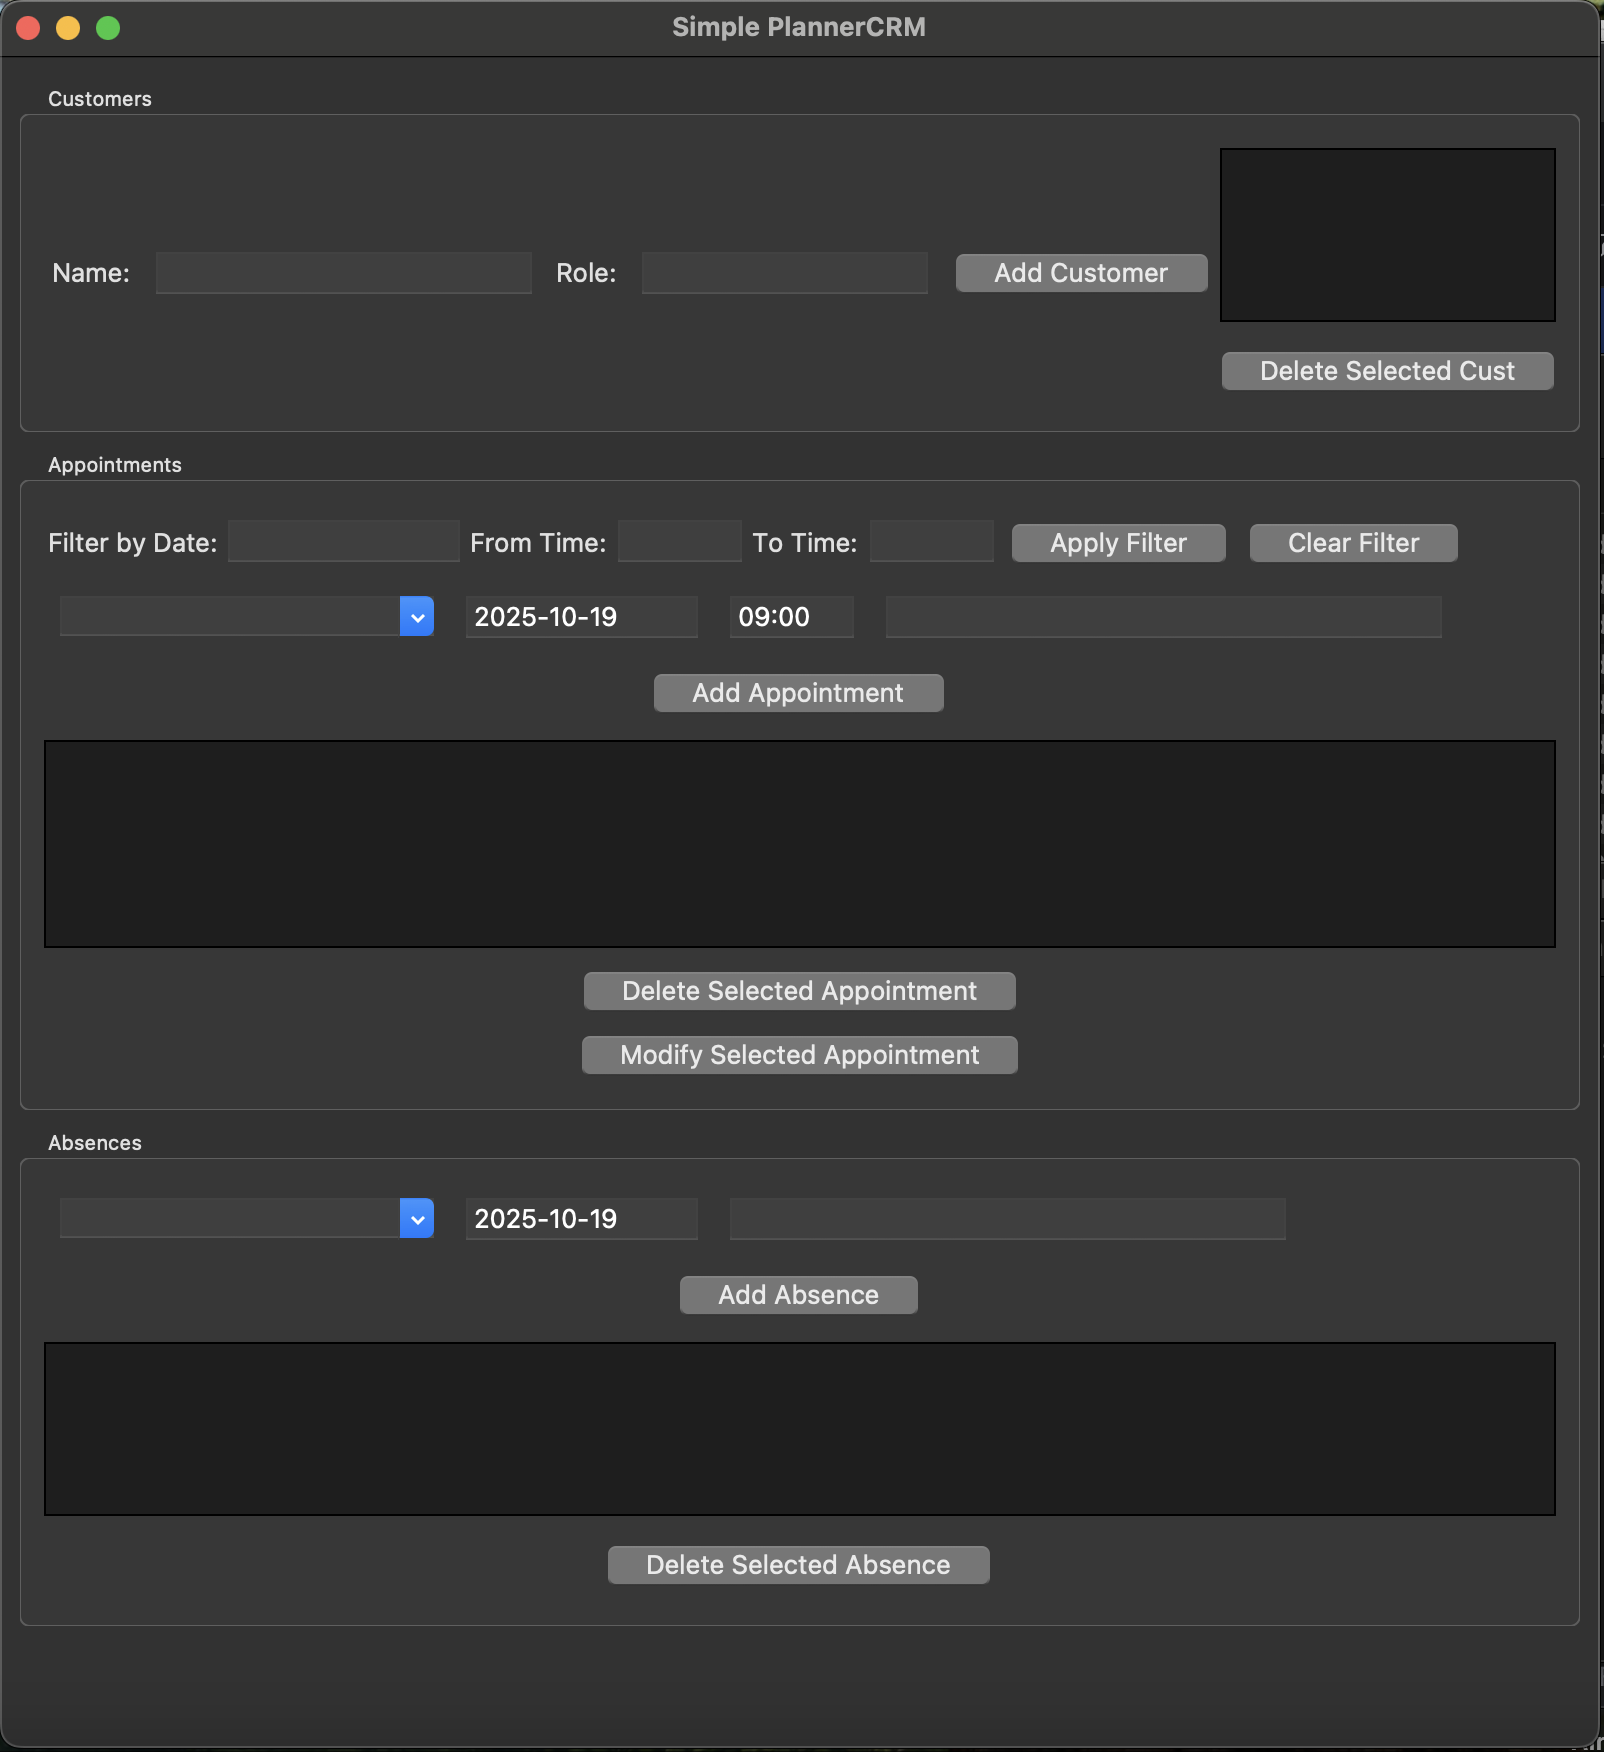 Simple PlannerCRM
Customers
Name: Role: Add Customer
Delete Selected Cust
Appointments
Filter by Date: From Time: To Time: Apply Filter Clear Filter
2025-10-19 09:00
Add Appointment
Delete Selected Appointment
Modify Selected Appointment
Absences
2025-10-19
Add Absence
Delete Selected Absence